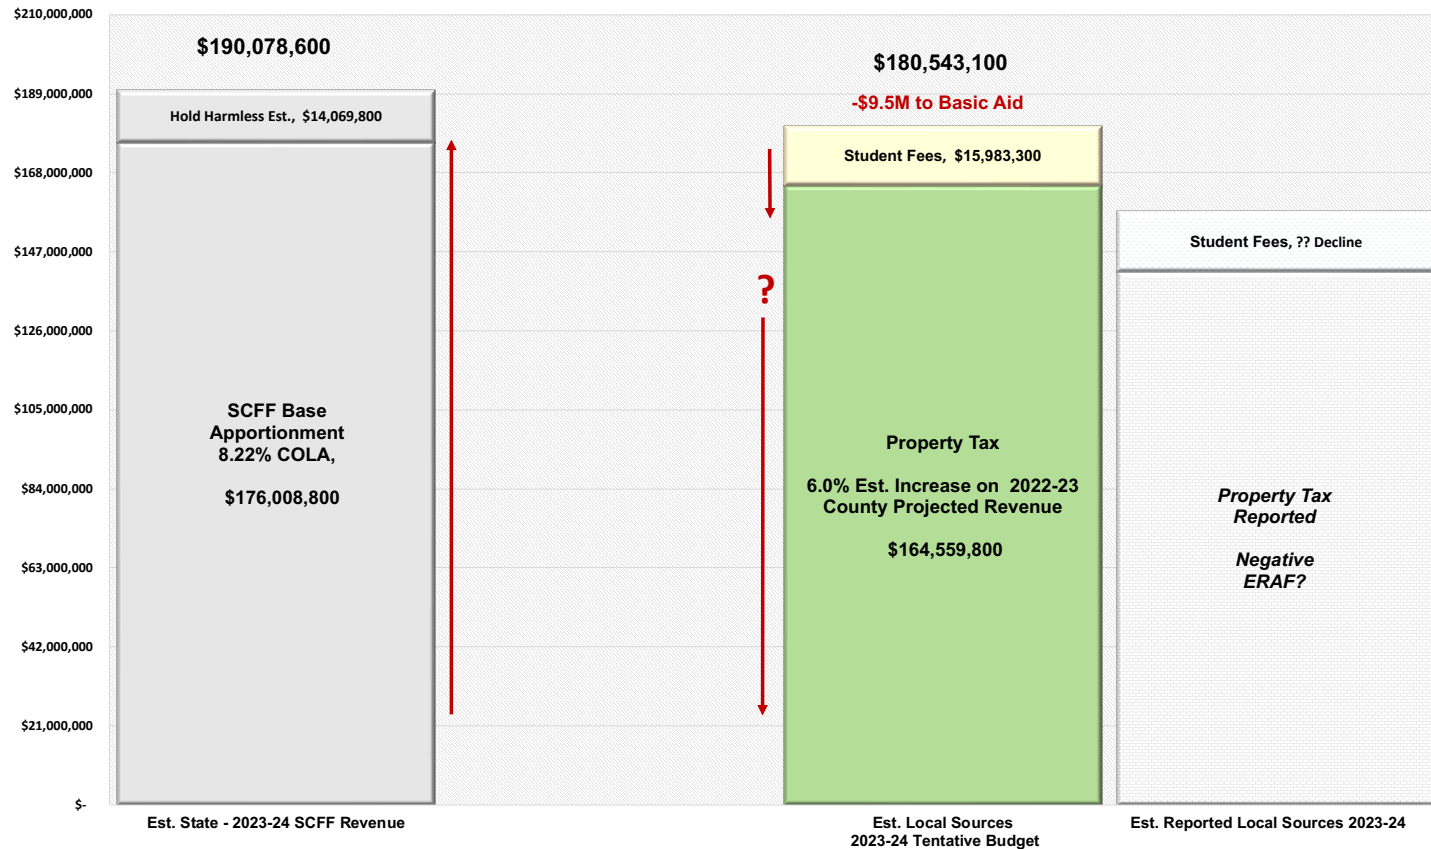 $210,000,000
$189,000,000
$168,000,000
$147,000,000
$126,000,000
$105,000,000
$84,000,000
$63,000,000
$42,000,000
$21,000,000
$-
$190,078,600
Hold Harmless Est., $14,069,800
SCFF Base
Apportionment
8.22% COLA,
$176,008,800
Est. State - 2023-24 SCFF Revenue
?
$180,543,100
-$9.5M to Basic Aid
Student Fees, $15,983,300
Property Tax
6.0% Est. Increase on 2022-23
County Projected Revenue
$164,559,800
Est. Local Sources
2023-24 Tentative Budget
Student Fees, ?? Decline
Property Tax
Reported
Negative
ERAF?
Est. Reported Local Sources 2023-24